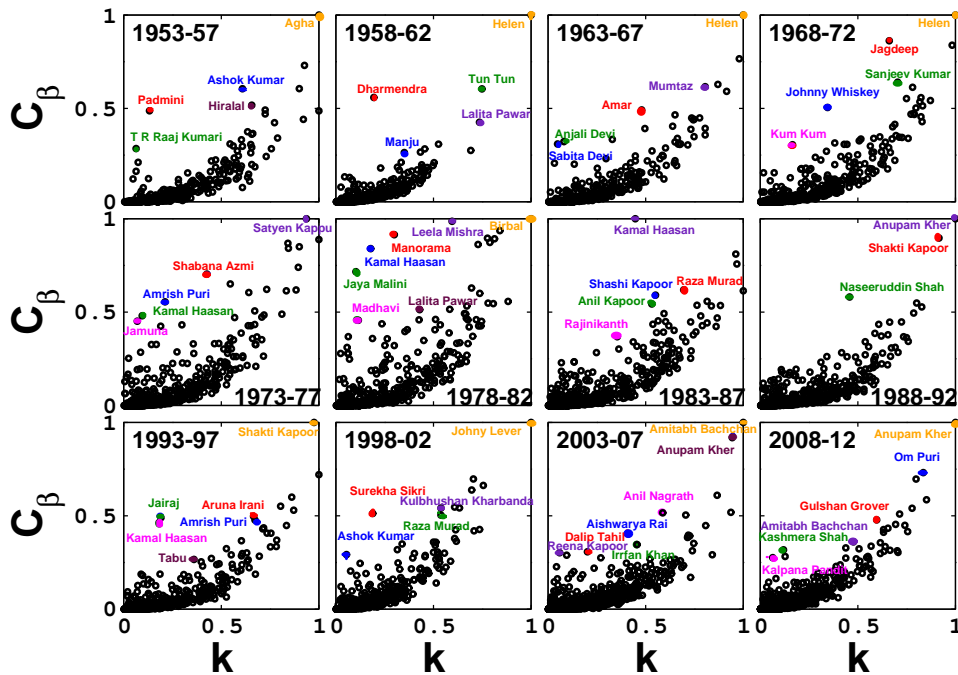 1953-57
Agha
Ashok Kumar
Padmini
Hiralal
T R Raaj Kumari
1958-62
Helen
Dharmendra
Tun Tun
Lalita Pawar
Manju
1963-67
Helen
Mumtaz
Amar
Anjali Devi
Sabita Devi
1968-72
Helen
Jagdeep
Sanjeev Kumar
Johnny Whiskey
Kum Kum
1
0.5
0
Cβ
Satyen Kappu
Shabana Azmi
Amrish Puri
Kamal Haasan
Jamuna
1973-77
Birbal
Leela Mishra
Manorama
Kamal Haasan
Jaya Malini
Madhavi
Lalita Pawar
1978-82
Kamal Haasan
Shashi Kapoor
Raza Murad
Anil Kapoor
Rajinikanth
1983-87
Anupam Kher
Shakti Kapoor
Naseeruddin Shah
1988-92
1
0.5
0
Cβ
1993-97
Shakti Kapoor
Jairaj
Aruna Irani
Amrish Puri
Kamal Haasan
Tabu
1998-02
Johny Lever
Surekha Sikri
Kulbhushan Kharbanda
Raza Murad
Ashok Kumar
2003-07
Amitabh Bachchan
Anupam Kher
Anil Nagrath
Aishwarya Rai
Dalip Tahil
Reena Kapoor
Irrfan Khan
2008-12
Anupam Kher
Om Puri
Gulshan Grover
Amitabh Bachchan
Kashmera Shah
Kalpana Pandit
1
0.5
0
Cβ
0 0.5 1
0.5 1
0.5 1
0.5 1
k k k k